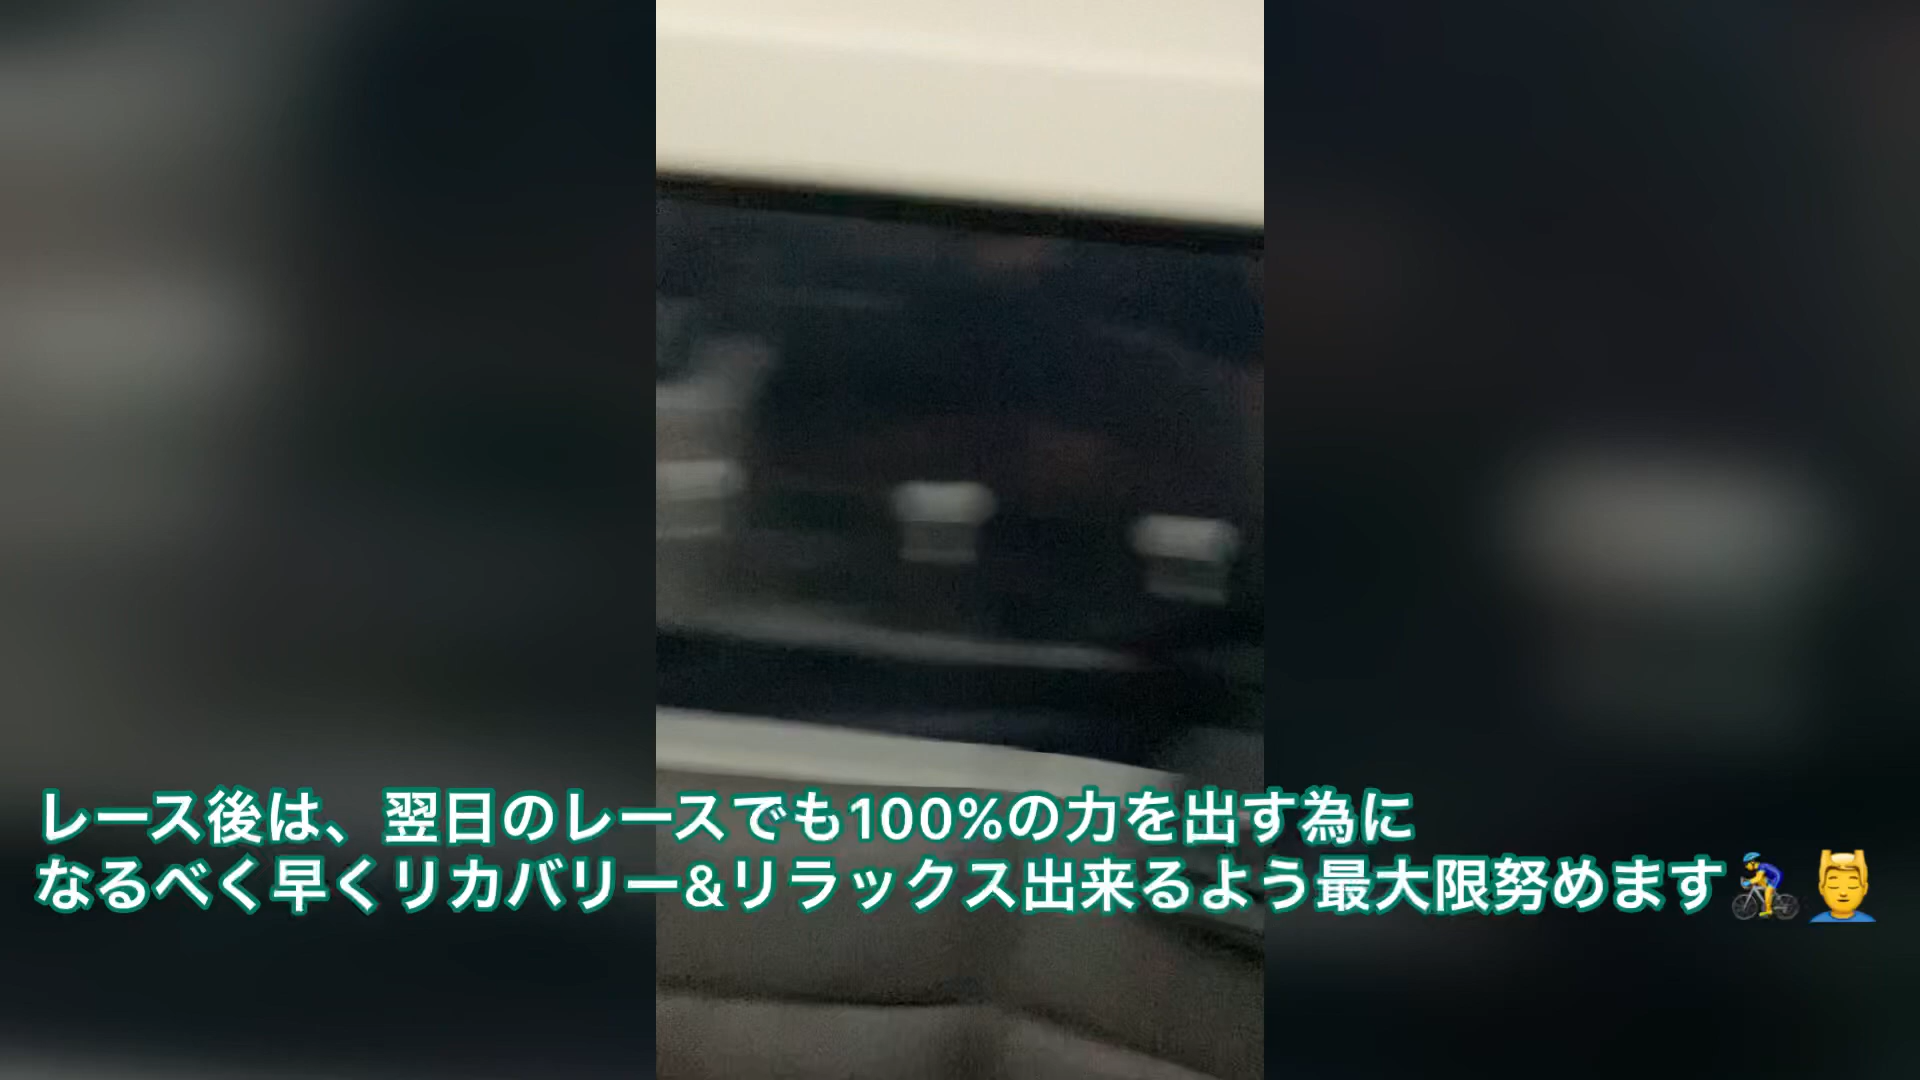 レース後は、翌日のレースでも100%の力を出す為に
なるべく早くリカバリー&リラックス出来るよう最大限努めます🚴💆